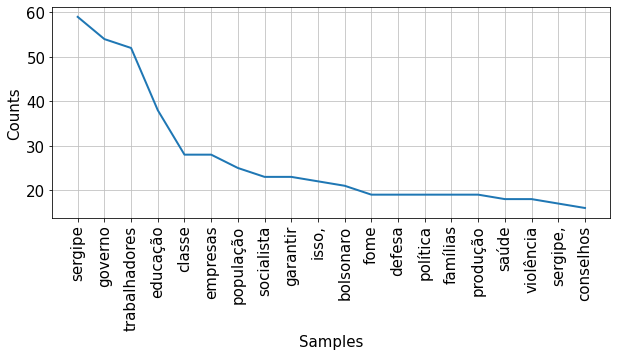 60
50
40
30
20
Counts
sergipe
governo
trabalhadores
educação
classe
empresas
população
socialista
garantir
isso,
bolsonaro
fome
defesa
política
famílias
produção
saúde
violência
sergipe,
conselhos
Samples